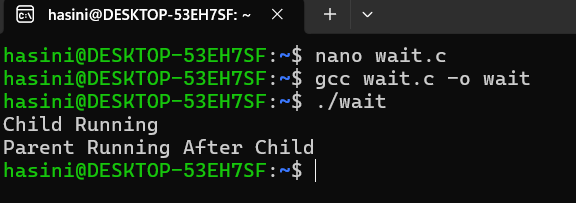 hasini@DESKTOP-53EH7SF: ~
hasini@DESKTOP-53EH7SF:~$ nano wait.c
hasini@DESKTOP-53EH7SF:~$ gcc wait.c -o wait
hasini@DESKTOP-53EH7SF:~$ ./wait
Child Running
Parent Running After Child
hasini@DESKTOP-53EH7SF:~$